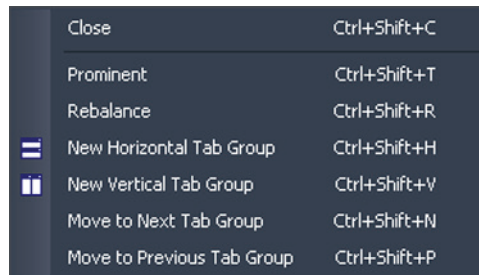 Close Ctrl+Shift+C
Prominent Ctrl+Shift+T
Rebalance Ctrl+Shift+R
New Horizontal Tab Group Ctrl+Shift+H
New Vertical Tab Group Ctrl+Shift+V
Move to Next Tab Group Ctrl+Shift+N
Move to Previous Tab Group Ctrl+Shift+P